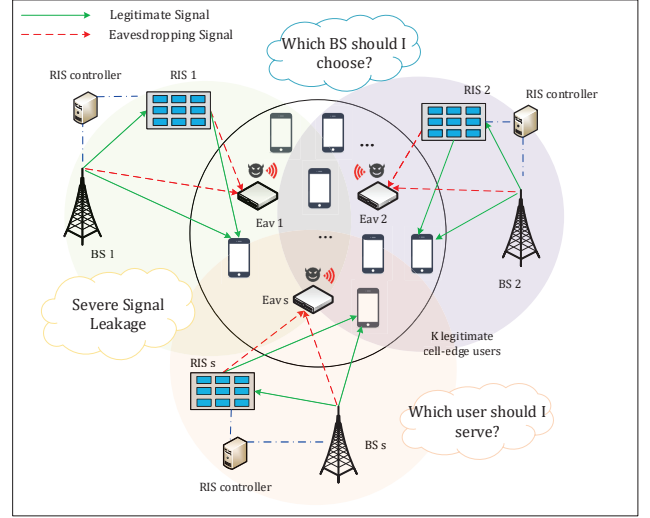 Legitimate Signal
Eavesdropping Signal
Which BS should I
choose?
RIS controller
RIS 1
RIS 2
RIS controller
...
Eav 1
Eav 2
...
BS 1
BS 2
Eav s
Severe Signal
Leakage
K legitimate
cell-edge users
RIS s
Which user should I
serve?
BS s
RIS controller